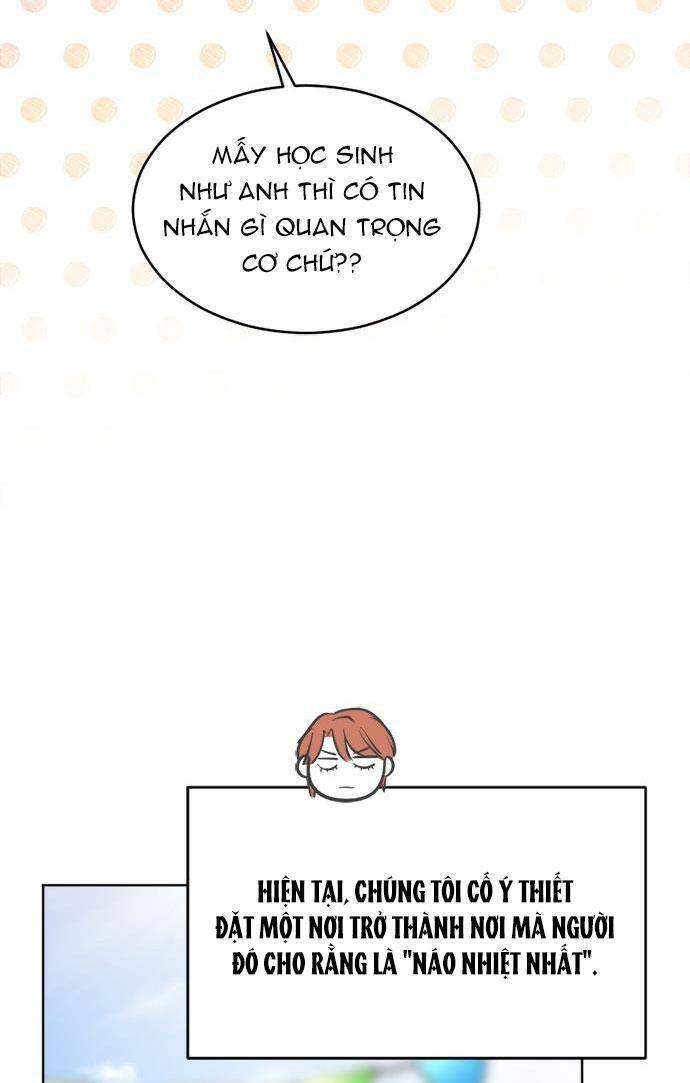 MẤY HỌC SINH
NHƯ ANH THÌ CÓ TIN
NHẮN GÌ QUAN TRỌNG
CƠ CHỨ??
HIỆN TẠI, CHÚNG TÔI CỐ Ý THIẾT
ĐẶT MỘT NƠI TRỞ THÀNH NƠI MÀ NGƯỜI
ĐÓ CHO RẰNG LÀ "NÁO NHIỆT NHẤT".